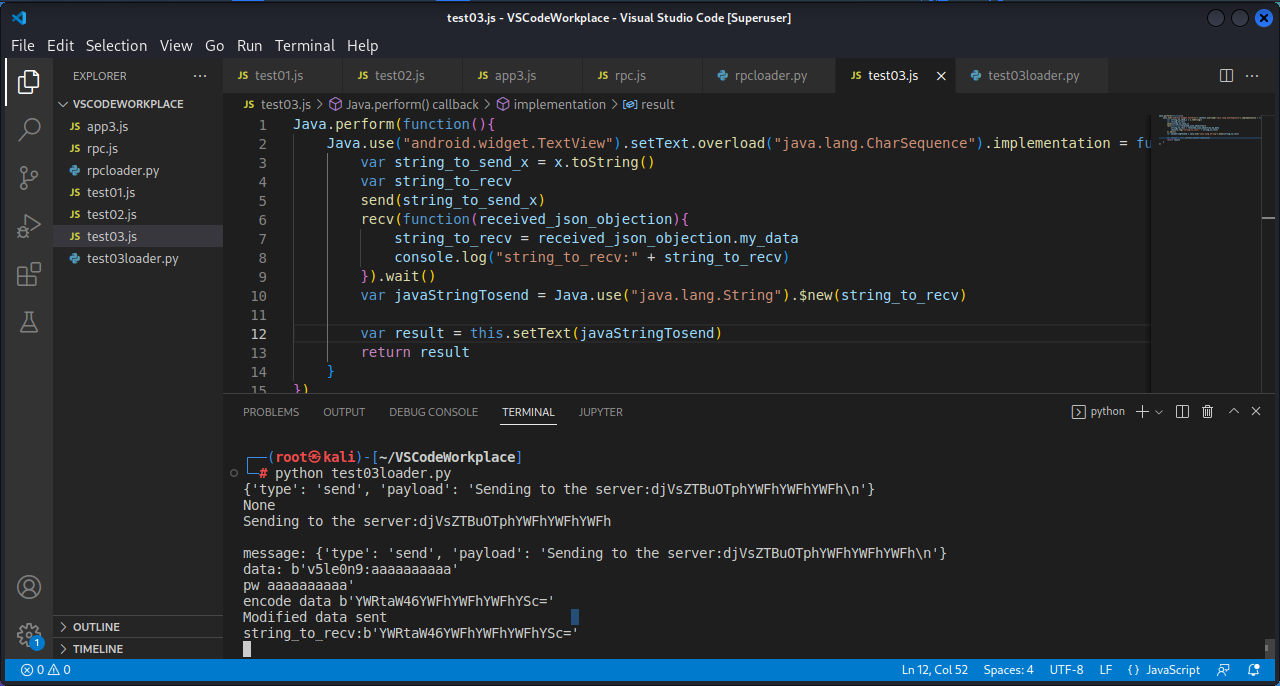 test03.js - VSCodeWorkplace - Visual Studio Code [Superuser]
File Edit Selection View Go Run Terminal Help
EXPLORER
VSCODEWORKPLACE
JS app3.js
JS rpc.js
rpcloader.py
JS test01.js
JS test02.js
JS test03.js
test03loader.py
OUTLINE
TIMELINE
1
JS test01.js JS test02.js JS app3.js JS rpc.js rpcloader.py JS test03.js test03loader.py
JS test03.js > Java.perform() callback > implementation > result
1 Java.perform(function(){
2 Java.use("android.widget.TextView").setText.overload("java.lang.CharSequence").implementation = fu
3 var string_to_send_x = x.toString()
4 var string_to_recv
5 send(string_to_send_x)
6 recv(function(received_json_objection){
7 string_to_recv = received_json_objection.my_data
8 console.log("string_to_recv:" + string_to_recv)
9 }).wait()
10 var javaStringTosend = Java.use("java.lang.String").$new(string_to_recv)
11
12 var result = this.setText(javaStringTosend)
13 return result
14 }
15 })
PROBLEMS OUTPUT DEBUG CONSOLE TERMINAL JUPYTER python
┌──(root㉿kali)-[~/VSCodeWorkplace]
└─# python test03loader.py
{'type': 'send', 'payload': 'Sending to the server:djVsZTBuOTphYWFhYWFhYWFh\n'}
None
Sending to the server:djVsZTBuOTphYWFhYWFhYWFh
message: {'type': 'send', 'payload': 'Sending to the server:djVsZTBuOTphYWFhYWFhYWFh\n'}
data: b'v5le0n9:aaaaaaaaaa'
pw aaaaaaaaaa'
encode data b'YWRtaW46YWFhYWFhYWFhYSc='
Modified data sent
string_to_recv:b'YWRtaW46YWFhYWFhYWFhYSc='
0 0 Ln 12, Col 52 Spaces: 4 UTF-8 LF {} JavaScript